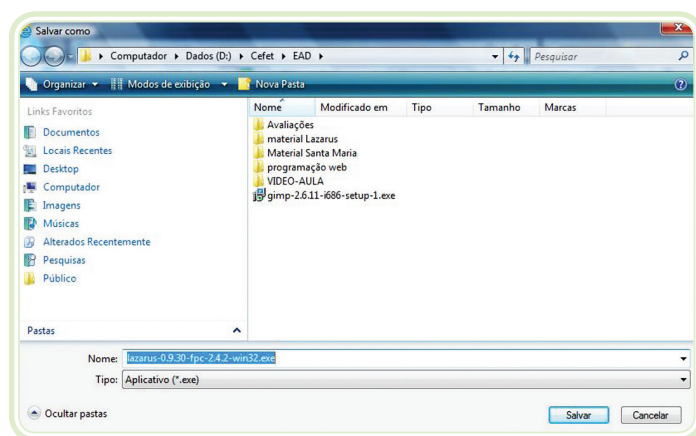 Salvar como
Computador ▸ Dados (D:) ▸ Cefet ▸ EAD ▸
Pesquisar
Organizar
Modos de exibição
Nova Pasta
Links Favoritos
Documentos
Locais Recentes
Desktop
Computador
Imagens
Músicas
Alterados Recentemente
Pesquisas
Público
Pastas
Nome Modificado em Tipo Tamanho Marcas
Avaliações
material Lazarus
Material Santa Maria
programação web
VIDEO-AULA
gimp-2.6.11-i686-setup-1.exe
Nome: lazarus-0.9.30-fpc-2.4.2-win32.exe
Tipo: Aplicativo (*.exe)
Ocultar pastas
Salvar
Cancelar